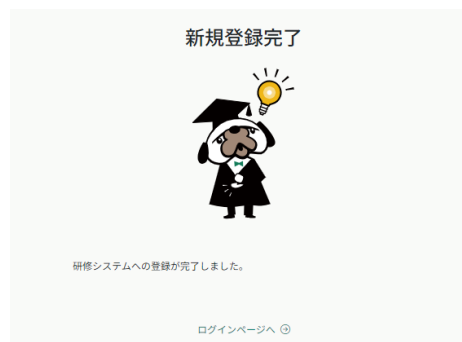 新規登録完了
研修システムへの登録が完了しました。
ログインページへ